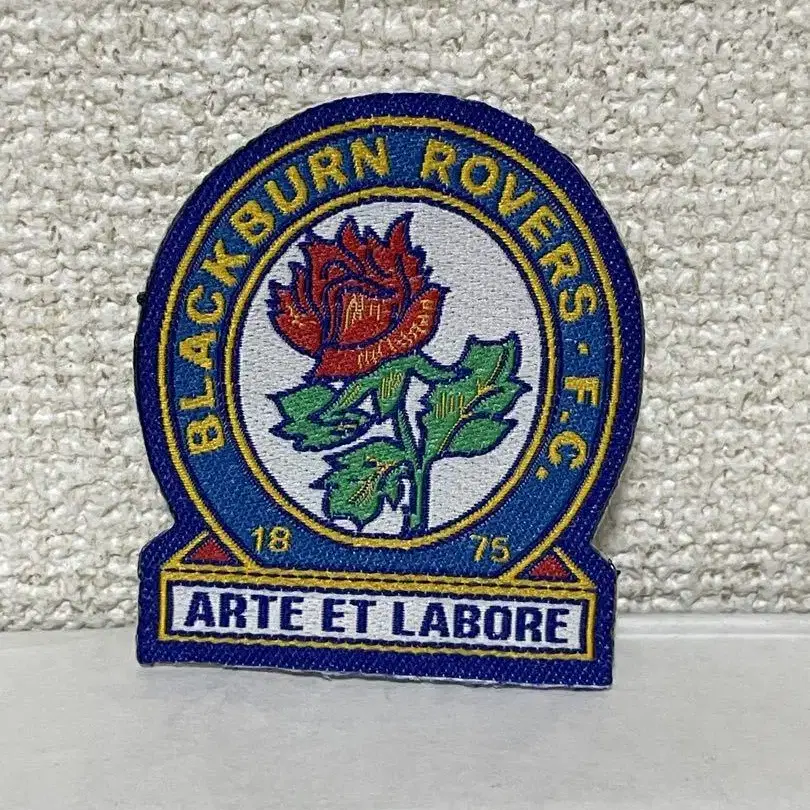 BLACKBURN ROVERS · F.C.
18 75
ARTE ET LABORE